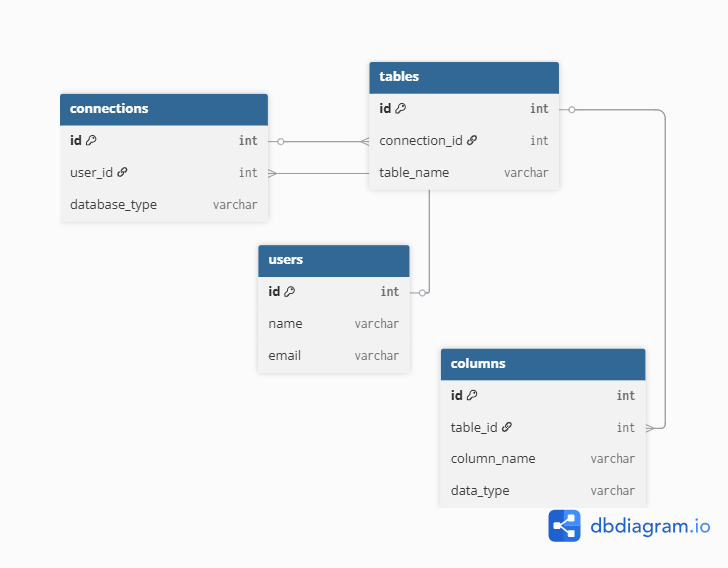 connections
id int
user_id int
database_type varchar
tables
id int
connection_id int
table_name varchar
users
id int
name varchar
email varchar
columns
id int
table_id int
column_name varchar
data_type varchar
dbdiagram.io